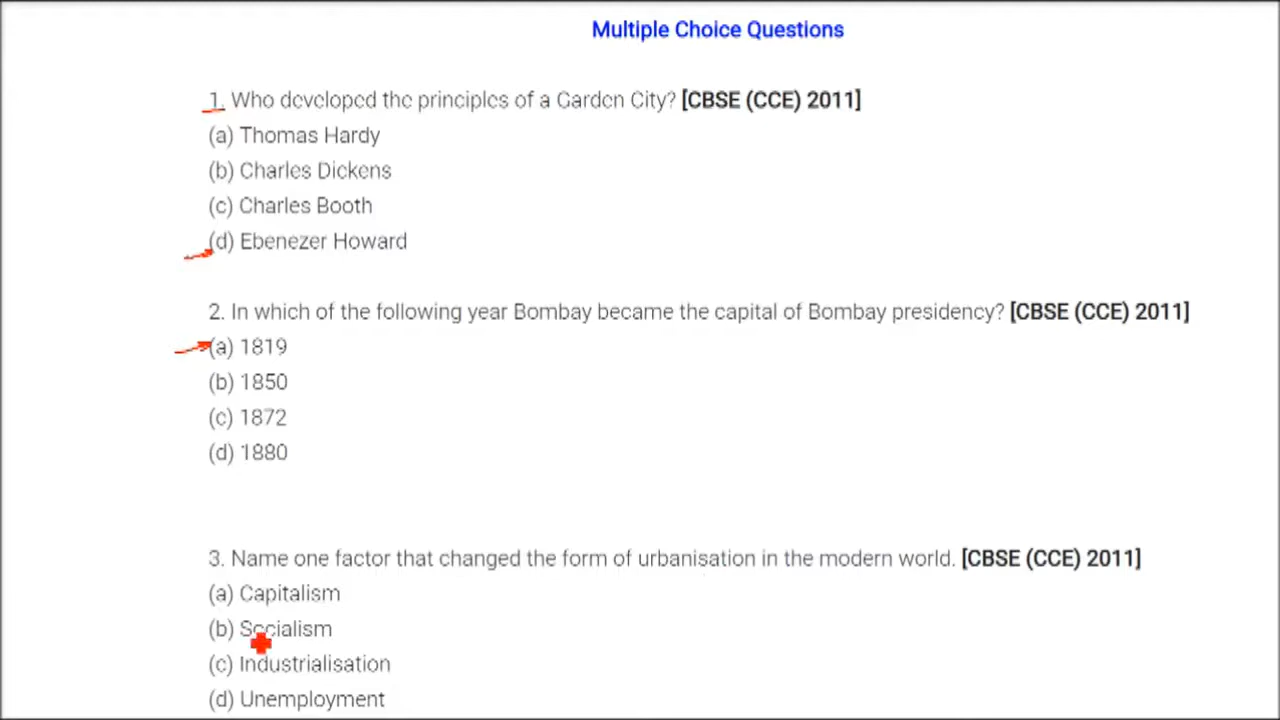 Multiple Choice Questions
1. Who developed the principles of a Garden City? [CBSE (CCE) 2011]
(a) Thomas Hardy
(b) Charles Dickens
(c) Charles Booth
(d) Ebenezer Howard
2. In which of the following year Bombay became the capital of Bombay presidency? [CBSE (CCE) 2011]
(a) 1819
(b) 1850
(c) 1872
(d) 1880
3. Name one factor that changed the form of urbanisation in the modern world. [CBSE (CCE) 2011]
(a) Capitalism
(b) Socialism
(c) Industrialisation
(d) Unemployment